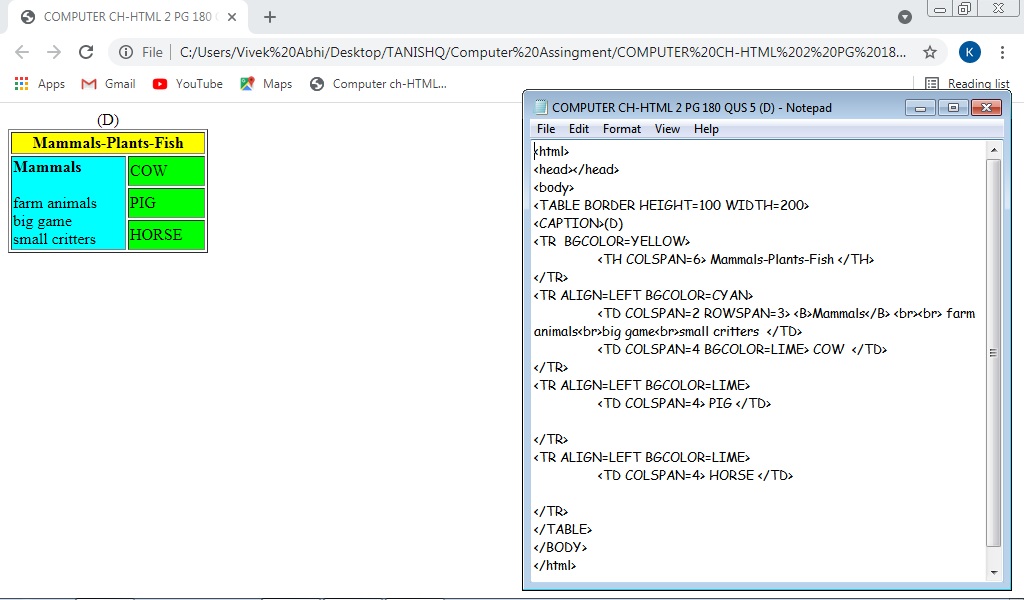 COMPUTER CH-HTML 2 PG 180
File | C:/Users/Vivek%20Abhi/Desktop/TANISHQ/Computer%20Assingment/COMPUTER%20CH-HTML%202%20PG%2018...
K
Apps Gmail YouTube Maps Computer ch-HTML... Reading list
(D)
Mammals-Plants-Fish
Mammals
farm animals
big game
small critters
COW
PIG
HORSE
COMPUTER CH-HTML 2 PG 180 QUS 5 (D) - Notepad
File Edit Format View Help
<html>
<head></head>
<body>
<TABLE BORDER HEIGHT=100 WIDTH=200>
<CAPTION>(D)
<TR  BGCOLOR=YELLOW>
<TH COLSPAN=6> Mammals-Plants-Fish </TH>
</TR>
<TR ALIGN=LEFT BGCOLOR=CYAN>
<TD COLSPAN=2 ROWSPAN=3> <B>Mammals</B> <br><br> farm
animals<br>big game<br>small critters  </TD>
<TD COLSPAN=4 BGCOLOR=LIME> COW  </TD>
</TR>
<TR ALIGN=LEFT BGCOLOR=LIME>
<TD COLSPAN=4> PIG </TD>
</TR>
<TR ALIGN=LEFT BGCOLOR=LIME>
<TD COLSPAN=4> HORSE </TD>
</TR>
</TABLE>
</BODY>
</html>